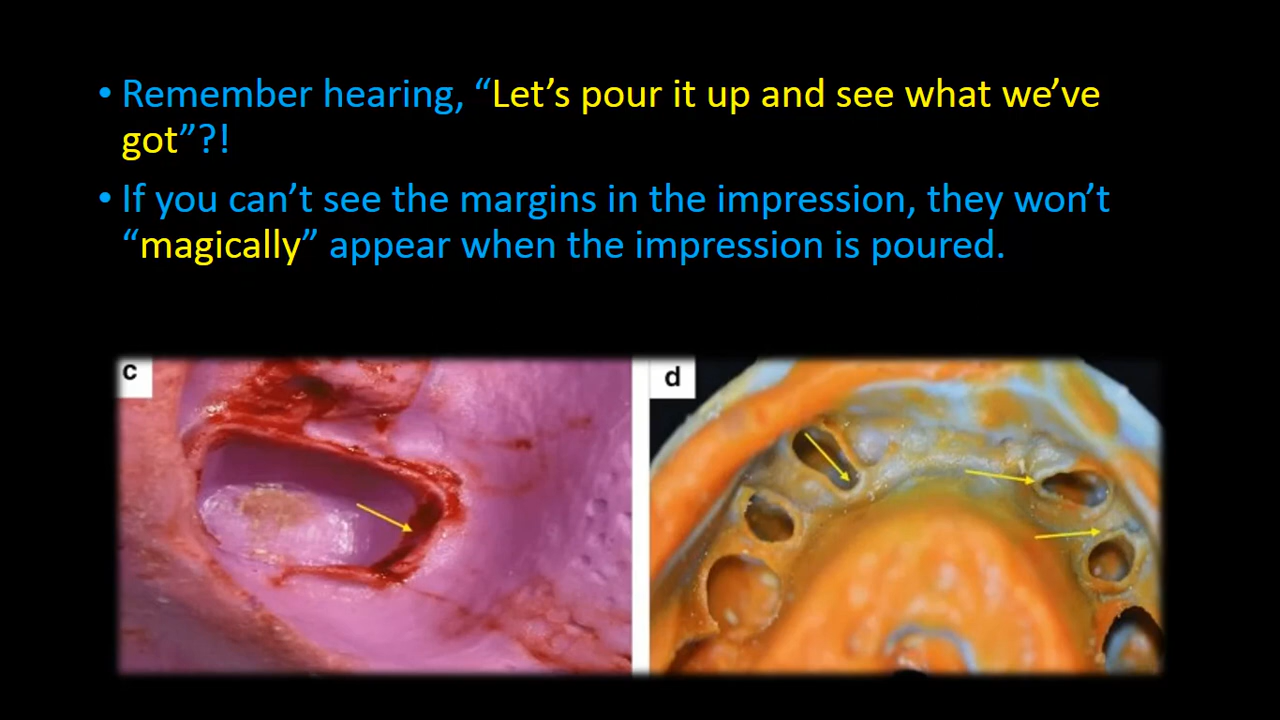 • Remember hearing, “Let’s pour it up and see what we’ve
got”?!
• If you can’t see the margins in the impression, they won’t
“magically” appear when the impression is poured.
c
d